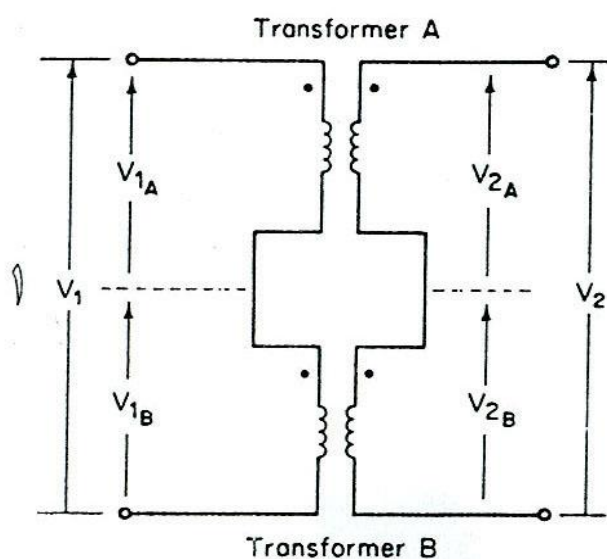 Transformer A
V1A
V2A
V1
V2
V1B
V2B
Transformer B